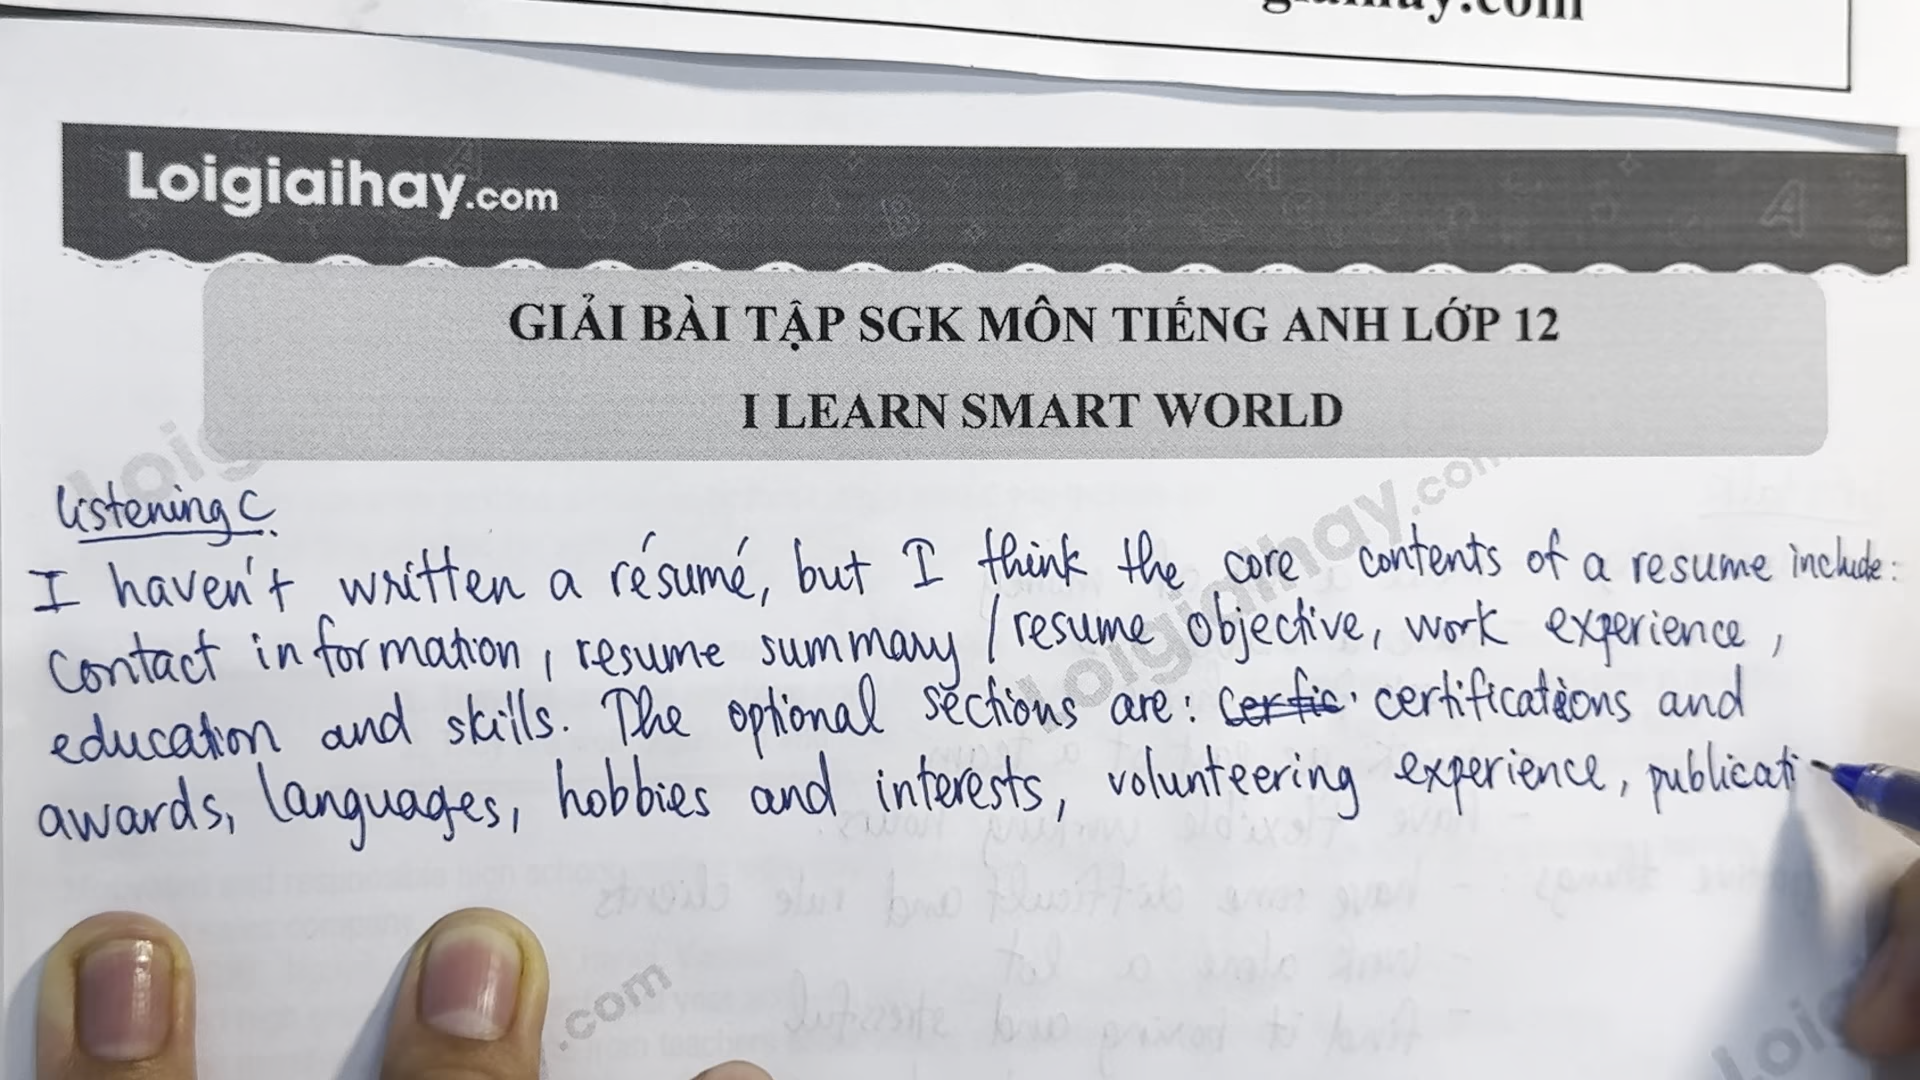 Loigiaihay.com
GIẢI BÀI TẬP SGK MÔN TIẾNG ANH LỚP 12
I LEARN SMART WORLD
Listening C.
I haven't written a résumé, but I think the core contents of a resume include:
contact information, resume summary / resume objective, work experience,
education and skills. The optional sections are: certifications and
awards, languages, hobbies and interests, volunteering experience, publicati